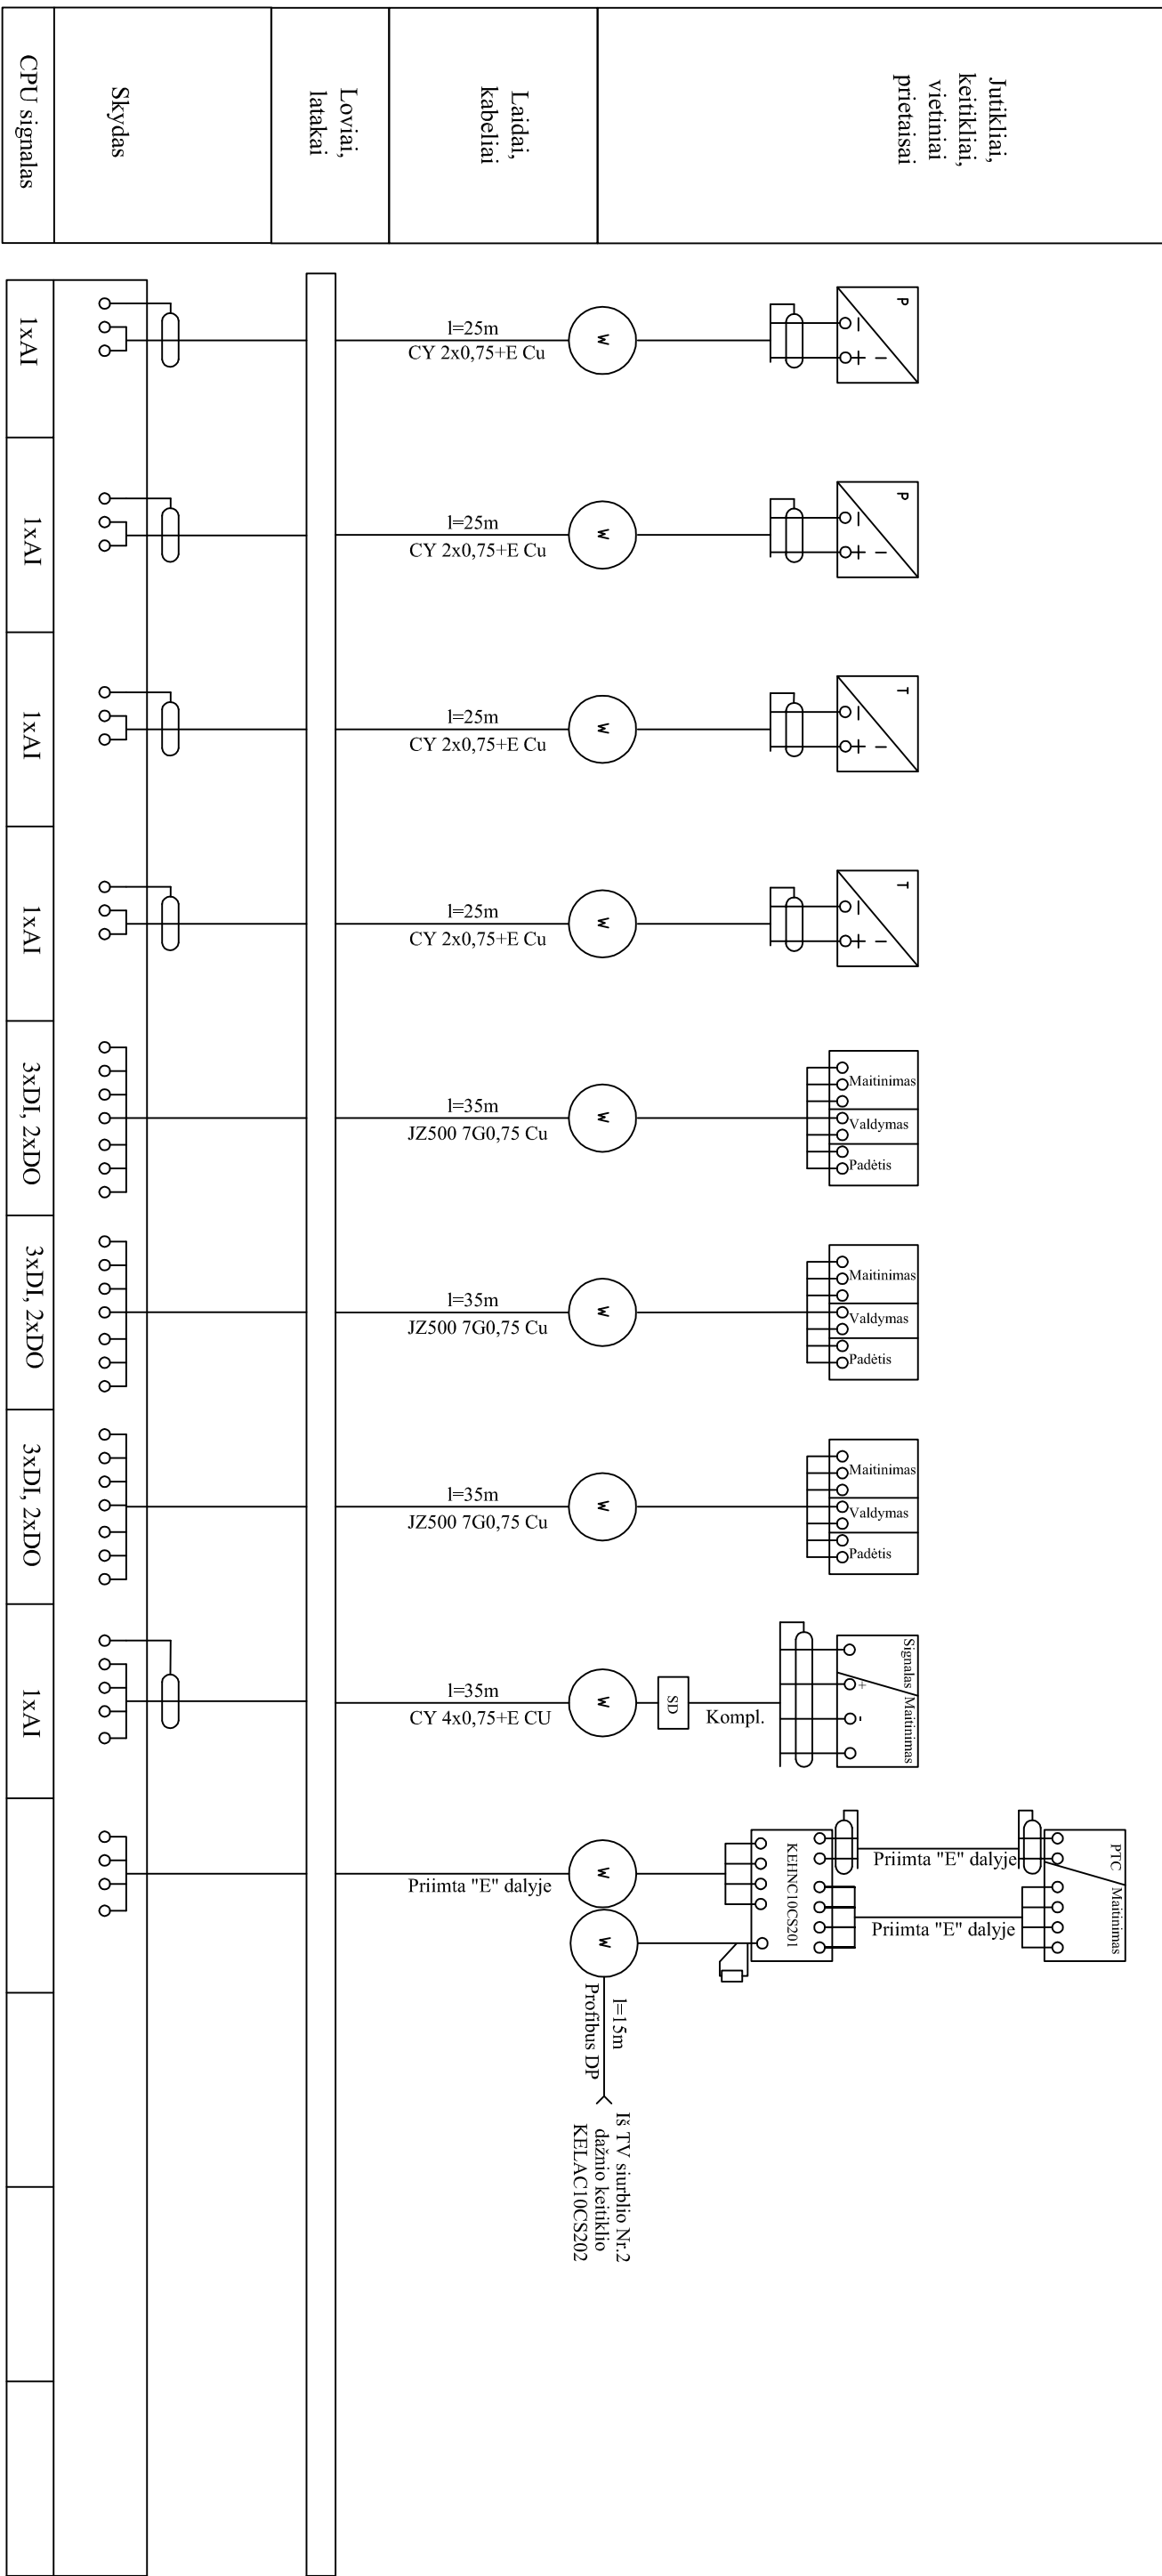 Jutikliai,
keitikliai,
vietiniai
prietaisai
Laidai,
kabeliai
Loviai,
latakai
Skydas
CPU signalas
P
l=25m
CY 2x0,75+E Cu
W
1xAI
P
l=25m
CY 2x0,75+E Cu
W
1xAI
T
l=25m
CY 2x0,75+E Cu
W
1xAI
T
l=25m
CY 2x0,75+E Cu
W
1xAI
Maitinimas
Valdymas
Padėtis
l=35m
JZ500 7G0,75 Cu
W
3xDI, 2xDO
Maitinimas
Valdymas
Padėtis
l=35m
JZ500 7G0,75 Cu
W
3xDI, 2xDO
Maitinimas
Valdymas
Padėtis
l=35m
JZ500 7G0,75 Cu
W
3xDI, 2xDO
Signalas
Maitinimas
+
-
Kompl.
SD
W
l=35m
CY 4x0,75+E CU
1xAI
PTC
Maitinimas
Priimta "E" dalyje
Priimta "E" dalyje
KEHNC10CS201
W
Priimta "E" dalyje
W
l=15m
Profibus DP
Iš TV siurblio Nr.2
dažnio keitiklio
KELAC10CS202